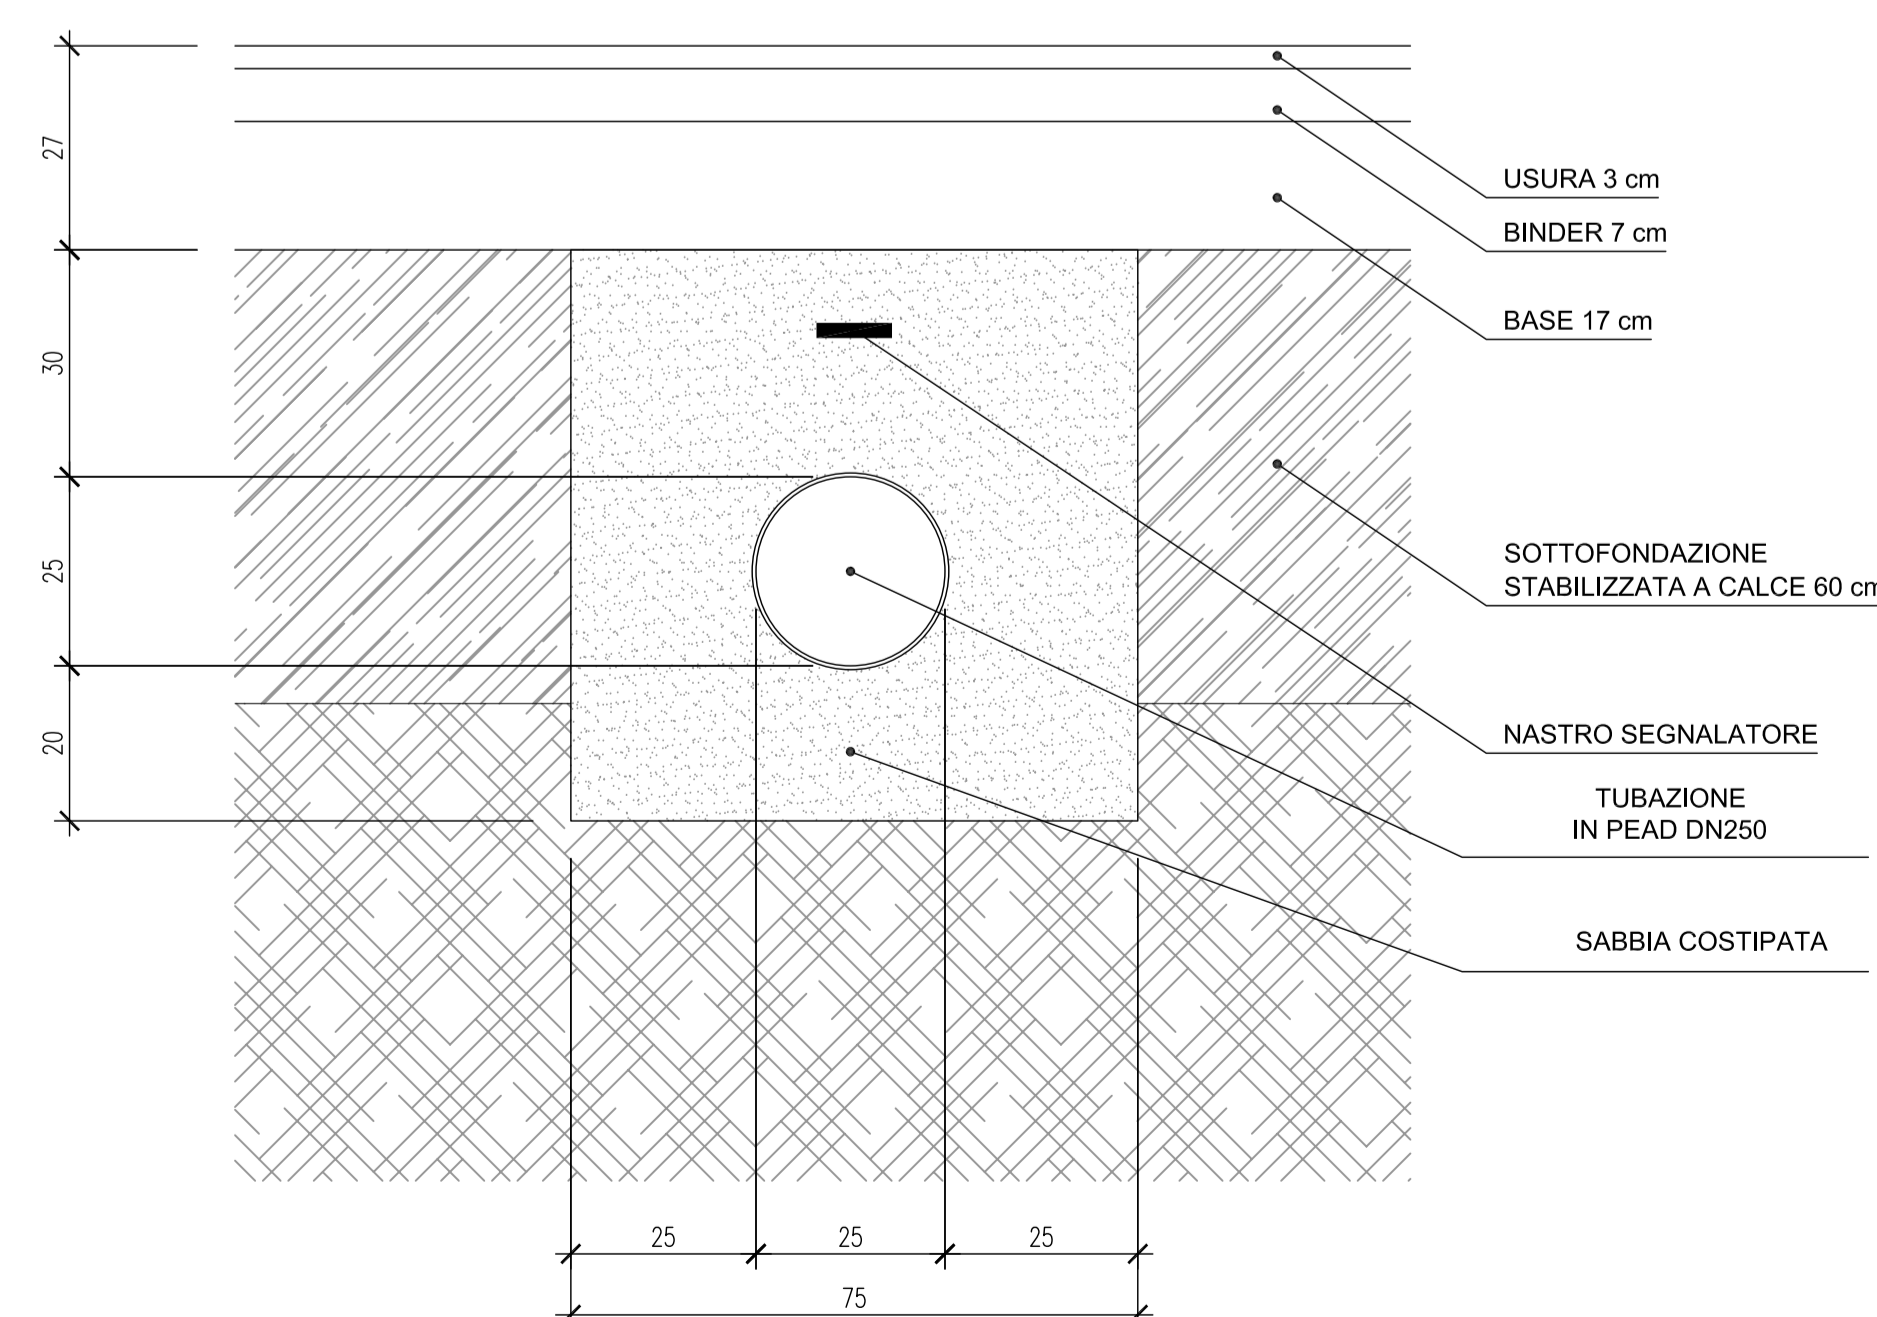 27
USURA 3 cm
BINDER 7 cm
BASE 17 cm
30
25
SOTTOFONDAZIONE
STABILIZZATA A CALCE 60 cm
20
NASTRO SEGNALATORE
TUBAZIONE
IN PEAD DN250
SABBIA COSTIPATA
25 25 25
75